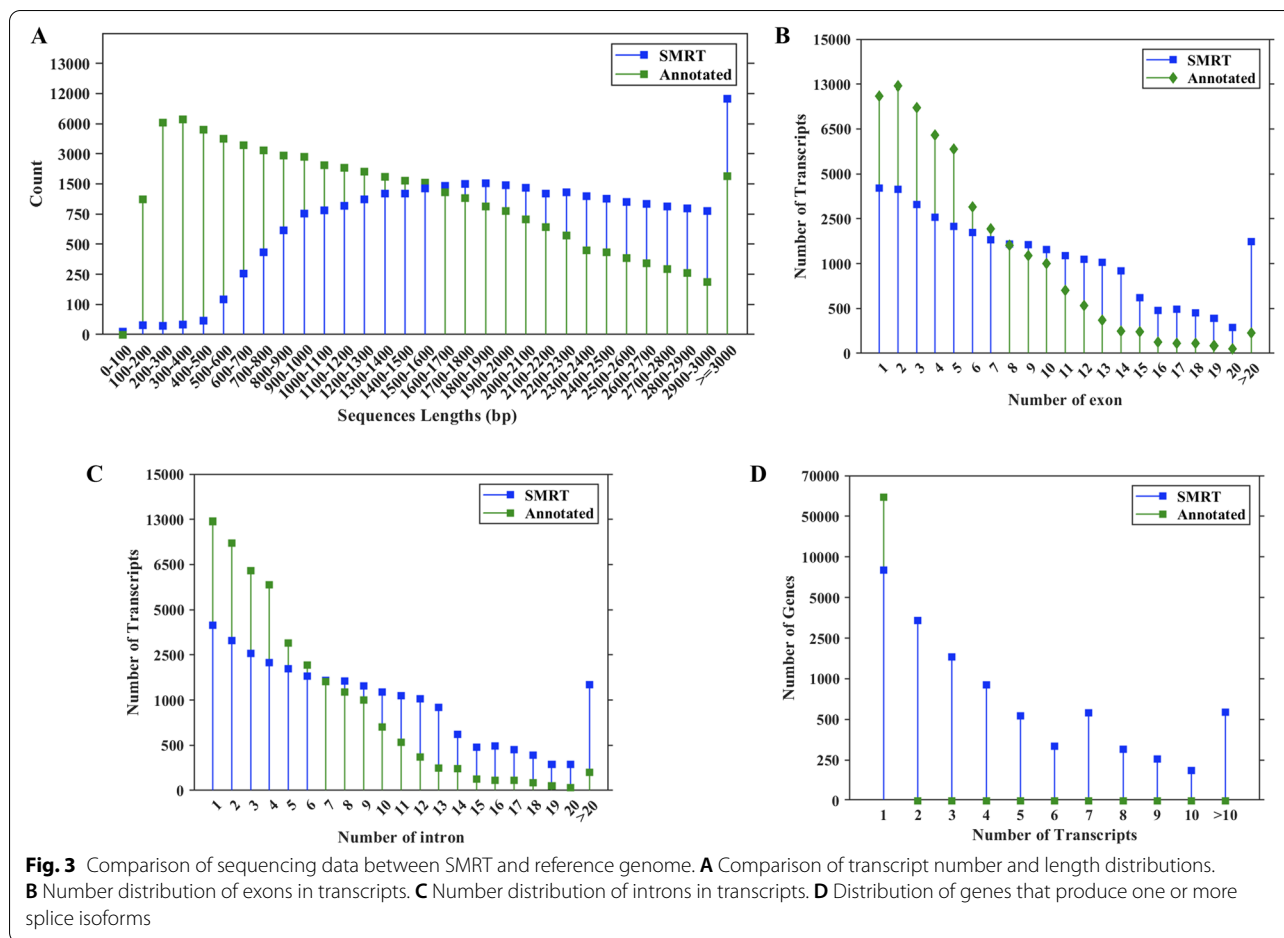 A
SMRT
Annotated
13000
12000
6000
3000
1500
750
500
250
100
0
Count
0-100
100-200
200-300
300-400
400-500
500-600
600-700
700-800
800-900
900-1000
1000-1100
1100-1200
1200-1300
1300-1400
1400-1500
1500-1600
1600-1700
1700-1800
1800-1900
1900-2000
2000-2100
2100-2200
2200-2300
2300-2400
2400-2500
2500-2600
2600-2700
2700-2800
2800-2900
2900-3000
>=3000
Sequences Lengths (bp)
B
SMRT
Annotated
15000
13000
6500
5000
2500
1000
500
0
Number of Transcripts
1 2 3 4 5 6 7 8 9 10 11 12 13 14 15 16 17 18 19 20 >20
Number of exon
C
SMRT
Annotated
15000
13000
6500
5000
2500
1000
500
0
Number of Transcripts
1 2 3 4 5 6 7 8 9 10 11 12 13 14 15 16 17 18 19 20 >20
Number of intron
D
SMRT
Annotated
70000
50000
10000
5000
2500
1000
500
250
0
Number of Genes
1 2 3 4 5 6 7 8 9 10 >10
Number of Transcripts
Fig. 3 Comparison of sequencing data between SMRT and reference genome. A Comparison of transcript number and length distributions.
B Number distribution of exons in transcripts. C Number distribution of introns in transcripts. D Distribution of genes that produce one or more
splice isoforms